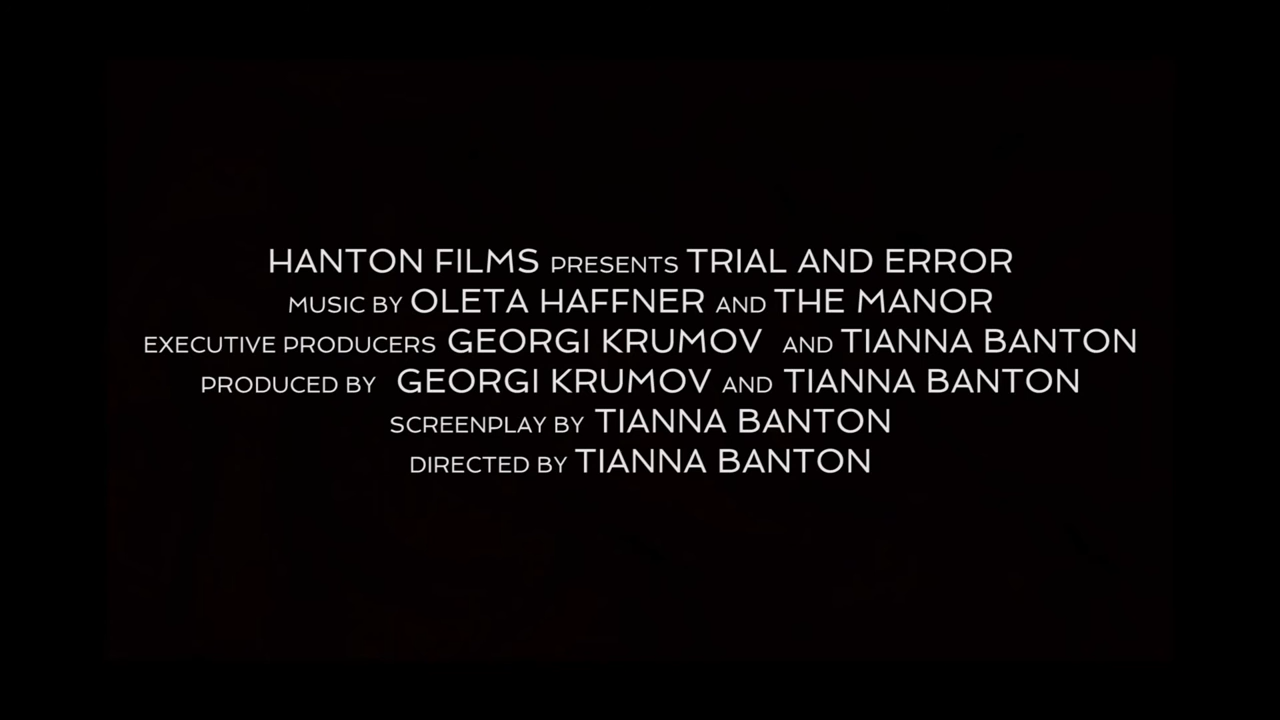 HANTON FILMS PRESENTS TRIAL AND ERROR
MUSIC BY OLETA HAFFNER AND THE MANOR
EXECUTIVE PRODUCERS GEORGI KRUMOV AND TIANNA BANTON
PRODUCED BY GEORGI KRUMOV AND TIANNA BANTON
SCREENPLAY BY TIANNA BANTON
DIRECTED BY TIANNA BANTON